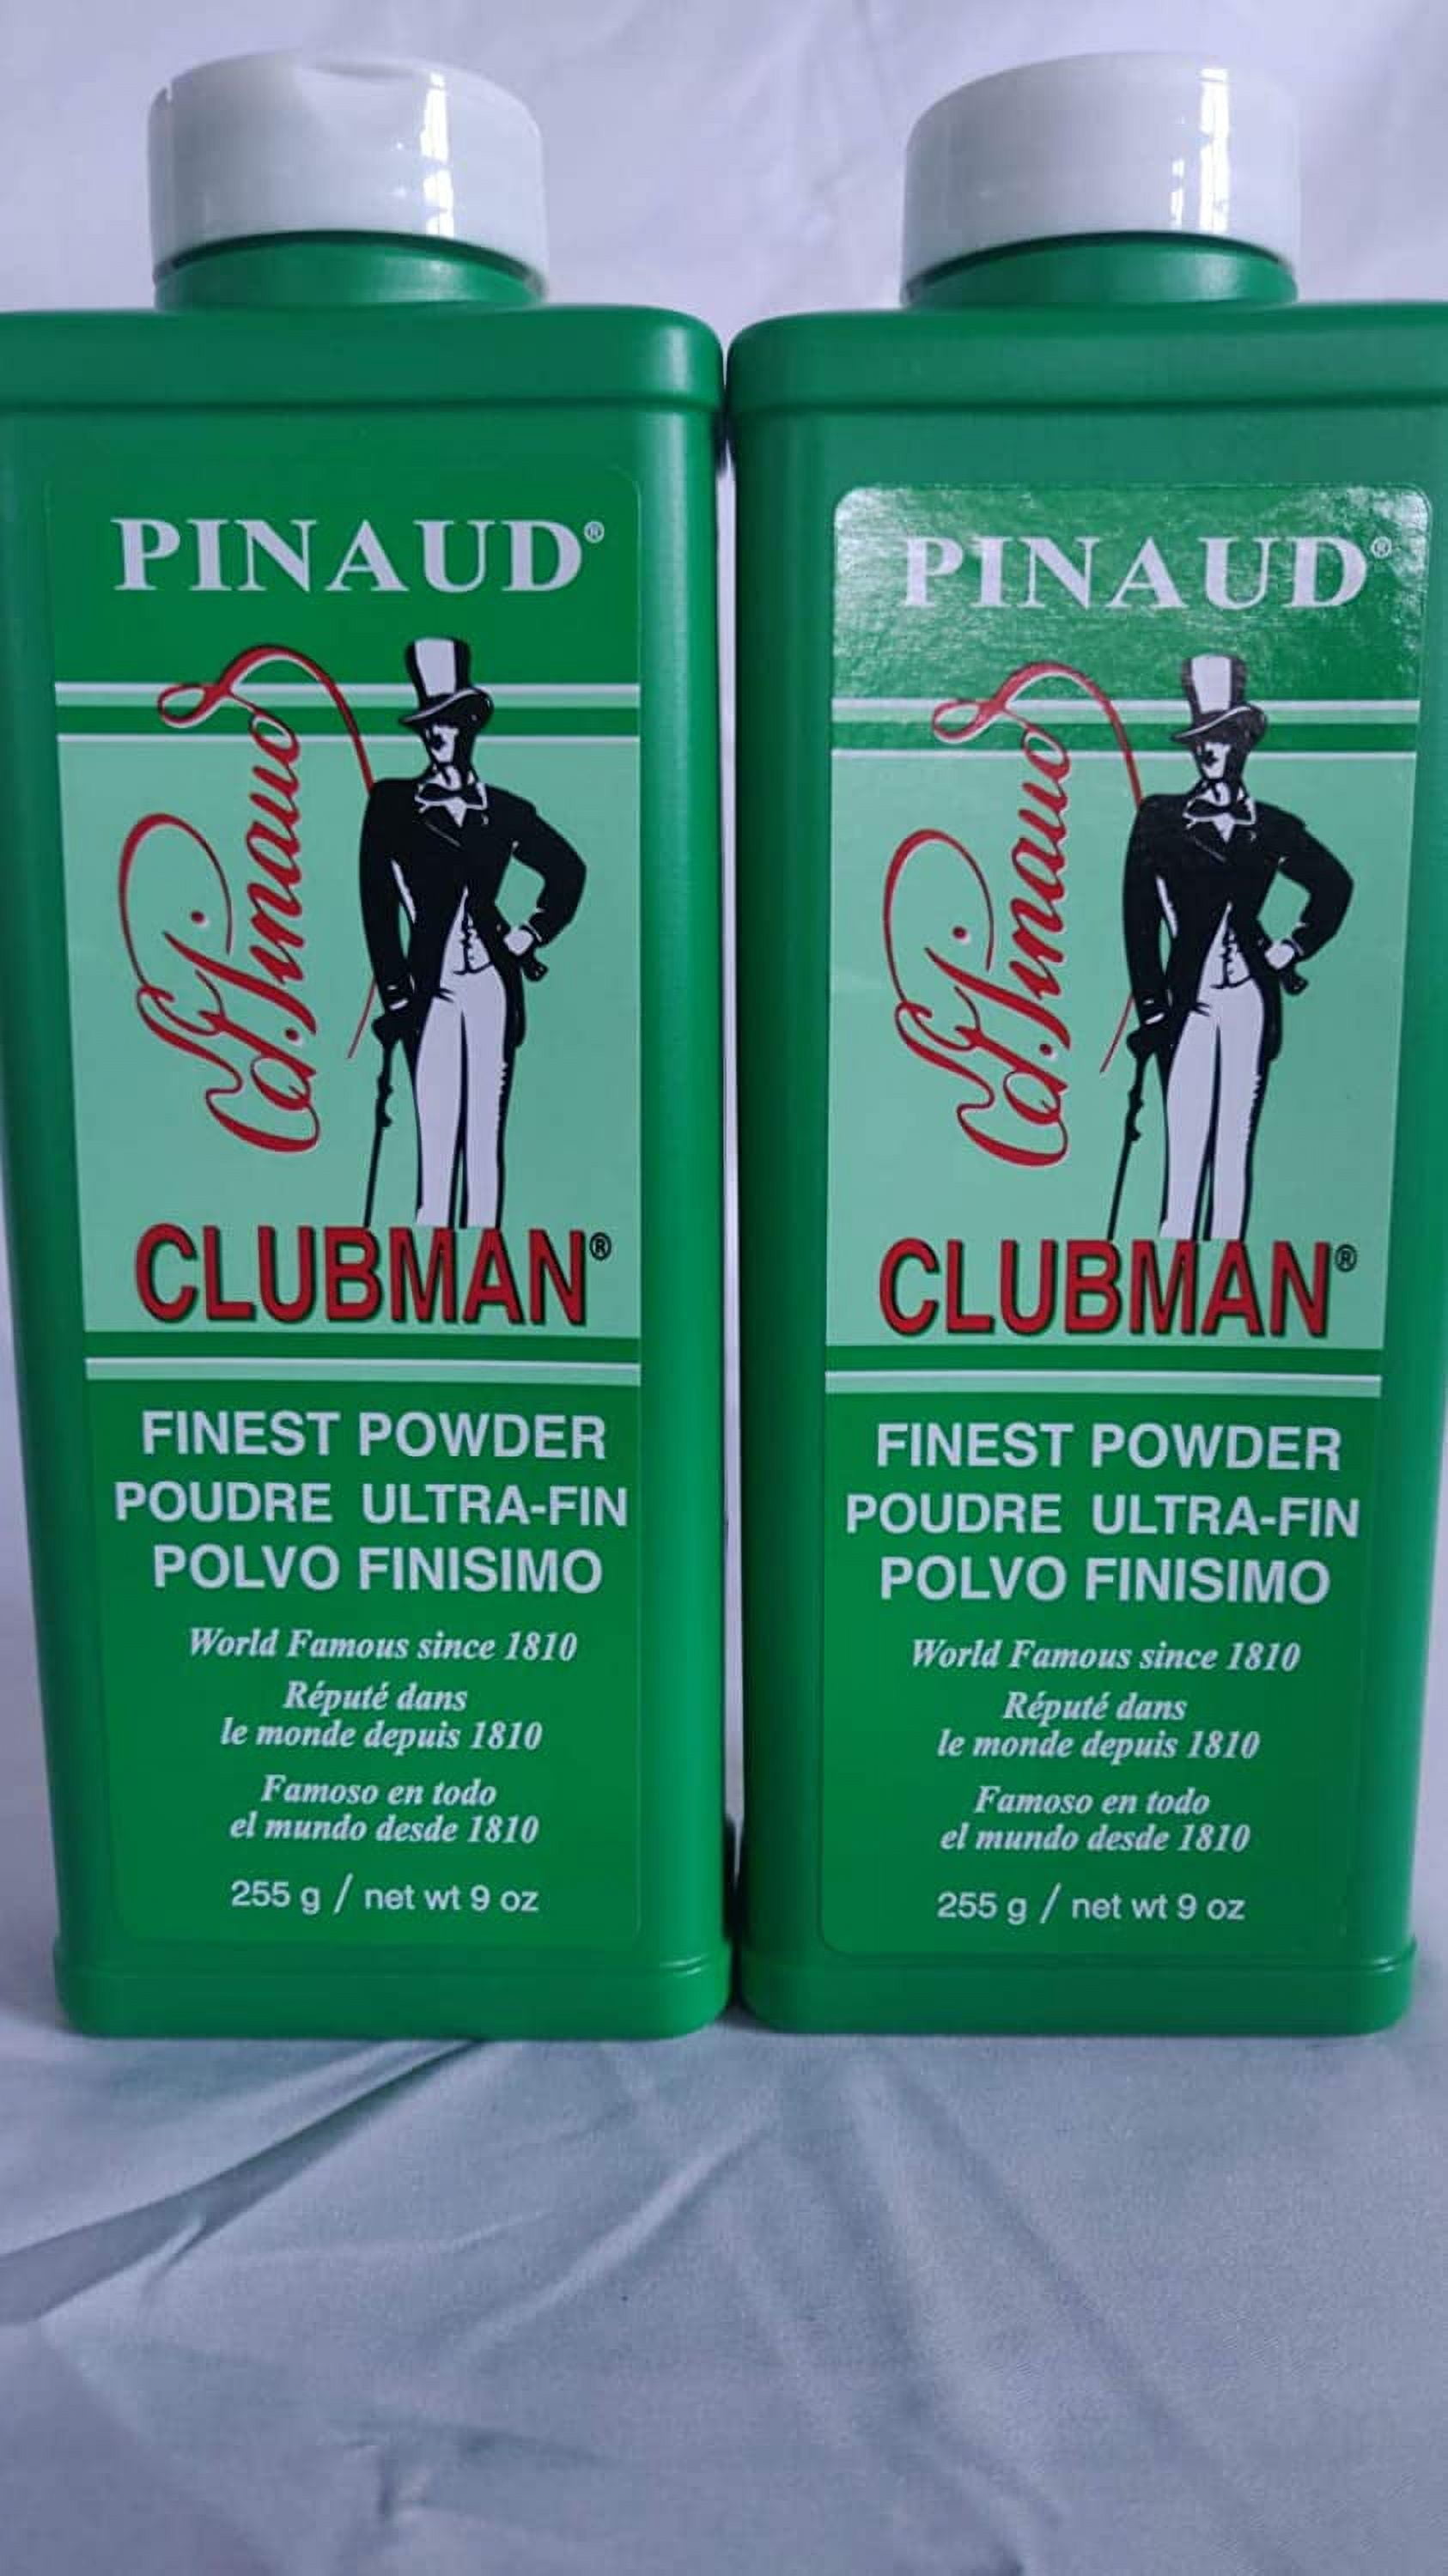 PINAUD®
Ed. Pinaud
CLUBMAN®
FINEST POWDER
POUDRE ULTRA-FIN
POLVO FINISIMO
World Famous since 1810
Réputé dans
le monde depuis 1810
Famoso en todo
el mundo desde 1810
255 g / net wt 9 oz
PINAUD®
Ed. Pinaud
CLUBMAN®
FINEST POWDER
POUDRE ULTRA-FIN
POLVO FINISIMO
World Famous since 1810
Réputé dans
le monde depuis 1810
Famoso en todo
el mundo desde 1810
255 g / net wt 9 oz